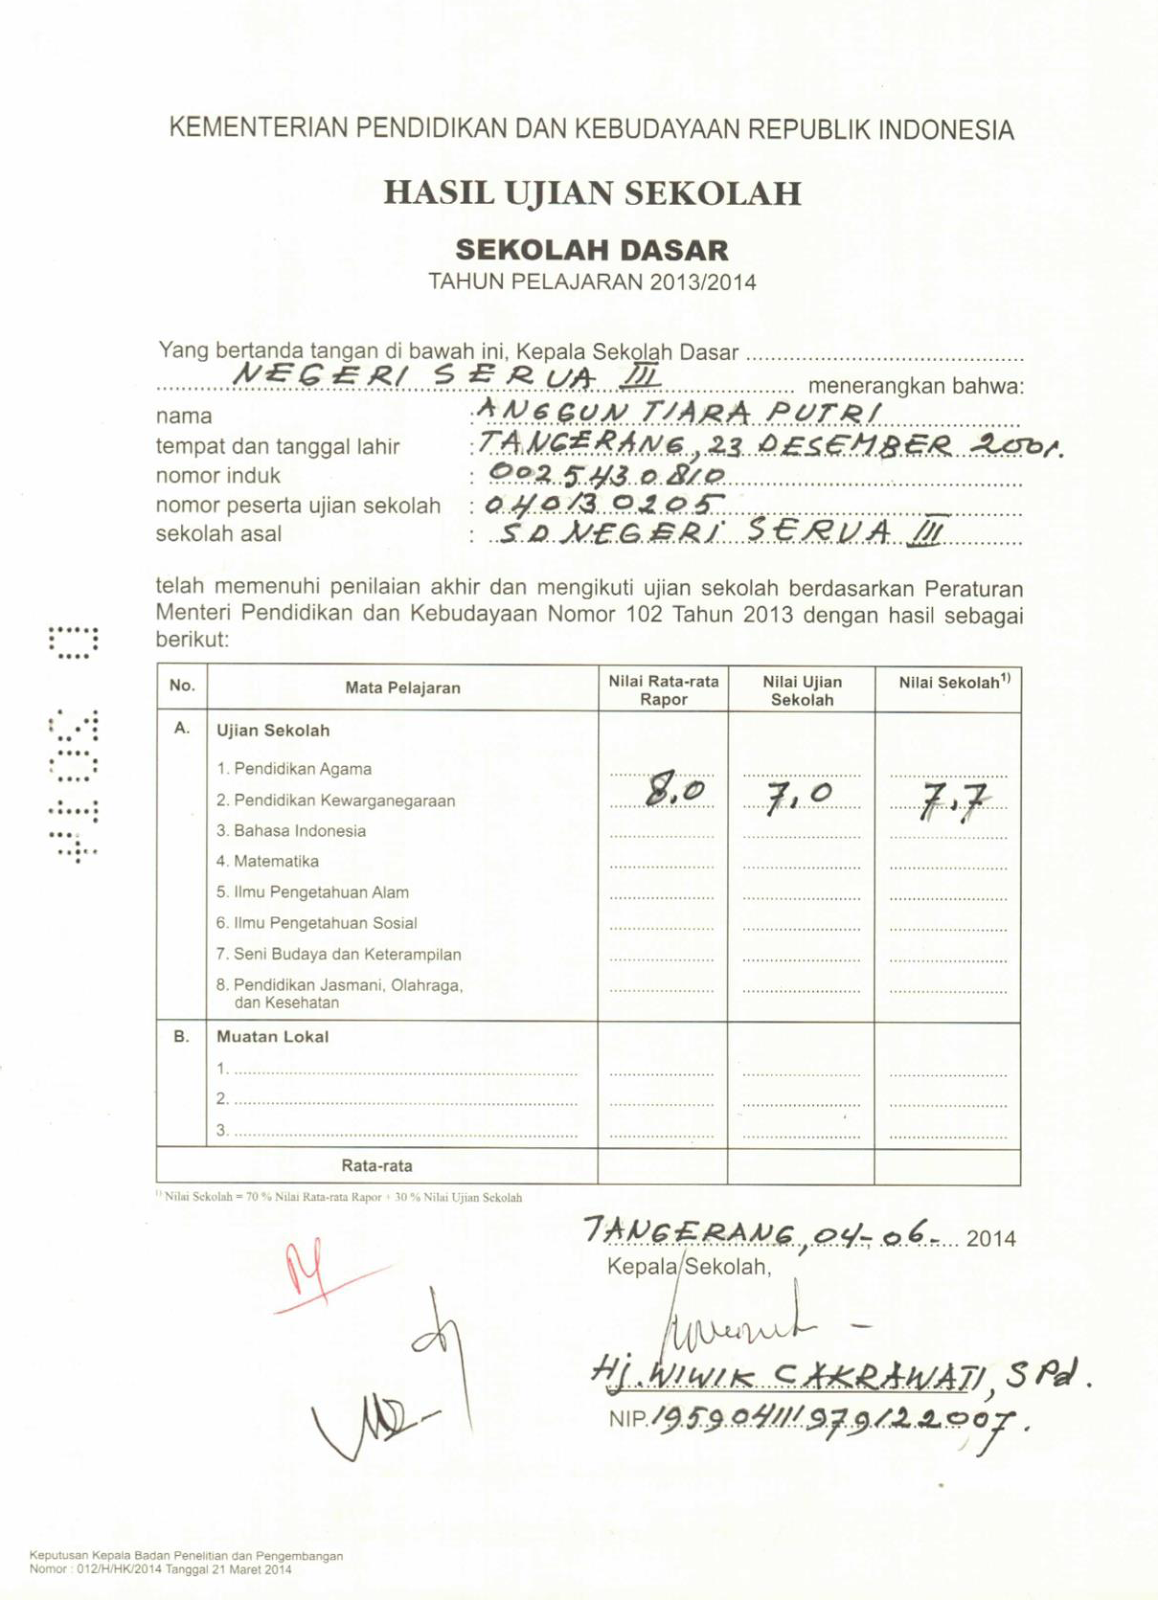 KEMENTERIAN PENDIDIKAN DAN KEBUDAYAAN REPUBLIK INDONESIA
HASIL UJIAN SEKOLAH
SEKOLAH DASAR
TAHUN PELAJARAN 2013/2014
Yang bertanda tangan di bawah ini, Kepala Sekolah Dasar
NEGERI SERUA III menerangkan bahwa:
nama : ANGGUN TIARA PUTRI
tempat dan tanggal lahir : TANGERANG, 23 DESEMBER 2001.
nomor induk : 0025430810
nomor peserta ujian sekolah : 040130205
sekolah asal : SD NEGERI SERUA III
telah memenuhi penilaian akhir dan mengikuti ujian sekolah berdasarkan Peraturan
Menteri Pendidikan dan Kebudayaan Nomor 102 Tahun 2013 dengan hasil sebagai
berikut:
No. Mata Pelajaran Nilai Rata-rata Rapor Nilai Ujian Sekolah Nilai Sekolah1)
A. Ujian Sekolah
1. Pendidikan Agama
2. Pendidikan Kewarganegaraan 8,0 7,0 7,7
3. Bahasa Indonesia
4. Matematika
5. Ilmu Pengetahuan Alam
6. Ilmu Pengetahuan Sosial
7. Seni Budaya dan Keterampilan
8. Pendidikan Jasmani, Olahraga,
dan Kesehatan
B. Muatan Lokal
1.
2.
3.
Rata-rata
1) Nilai Sekolah = 70 % Nilai Rata-rata Rapor + 30 % Nilai Ujian Sekolah
TANGERANG, 04-06- 2014
Kepala Sekolah,
Hj. WIWIK CAKRAWATI, SPd.
NIP. 195904111979122007.
Keputusan Kepala Badan Penelitian dan Pengembangan
Nomor : 012/H/HK/2014 Tanggal 21 Maret 2014